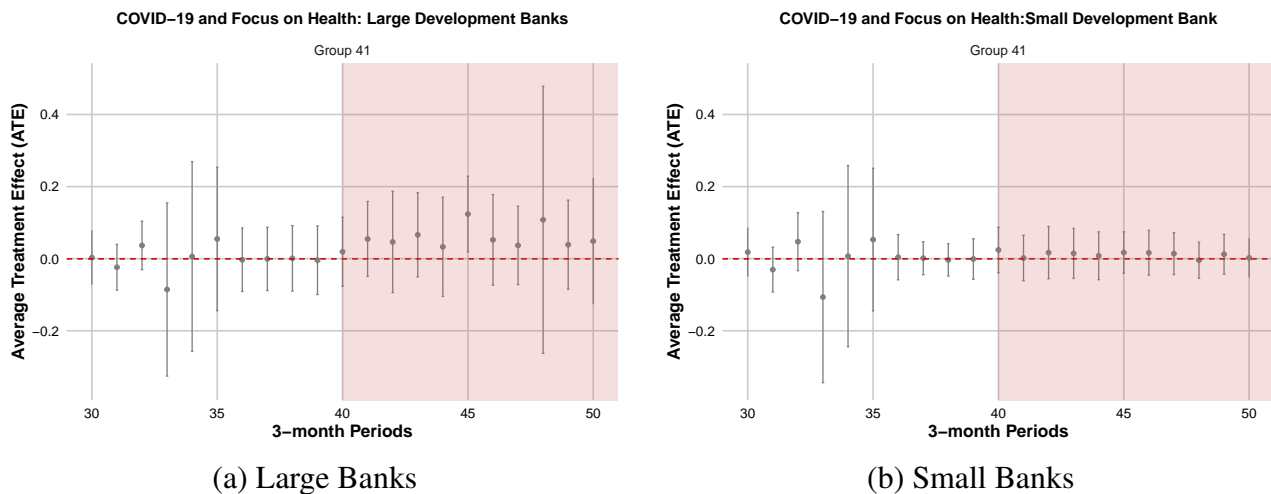 COVID−19 and Focus on Health: Large Development Banks
Group 41
Average Treatment Effect (ATE)
0.4
0.2
0.0
−0.2
30
35
40
45
50
3−month Periods
(a) Large Banks
COVID−19 and Focus on Health:Small Development Bank
Group 41
Average Treatment Effect (ATE)
0.4
0.2
0.0
−0.2
30
35
40
45
50
3−month Periods
(b) Small Banks